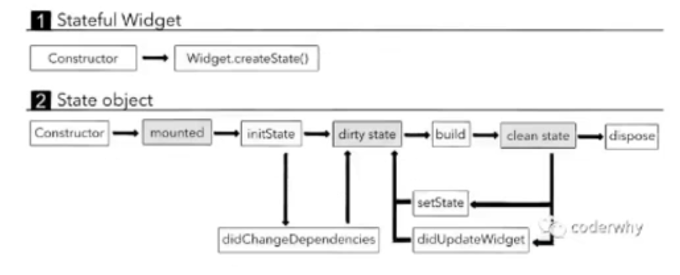 1 Stateful Widget
Constructor Widget.createState()
2 State object
Constructor mounted initState dirty state build clean state dispose
setState
didChangeDependencies didUpdateWidget
coderwhy